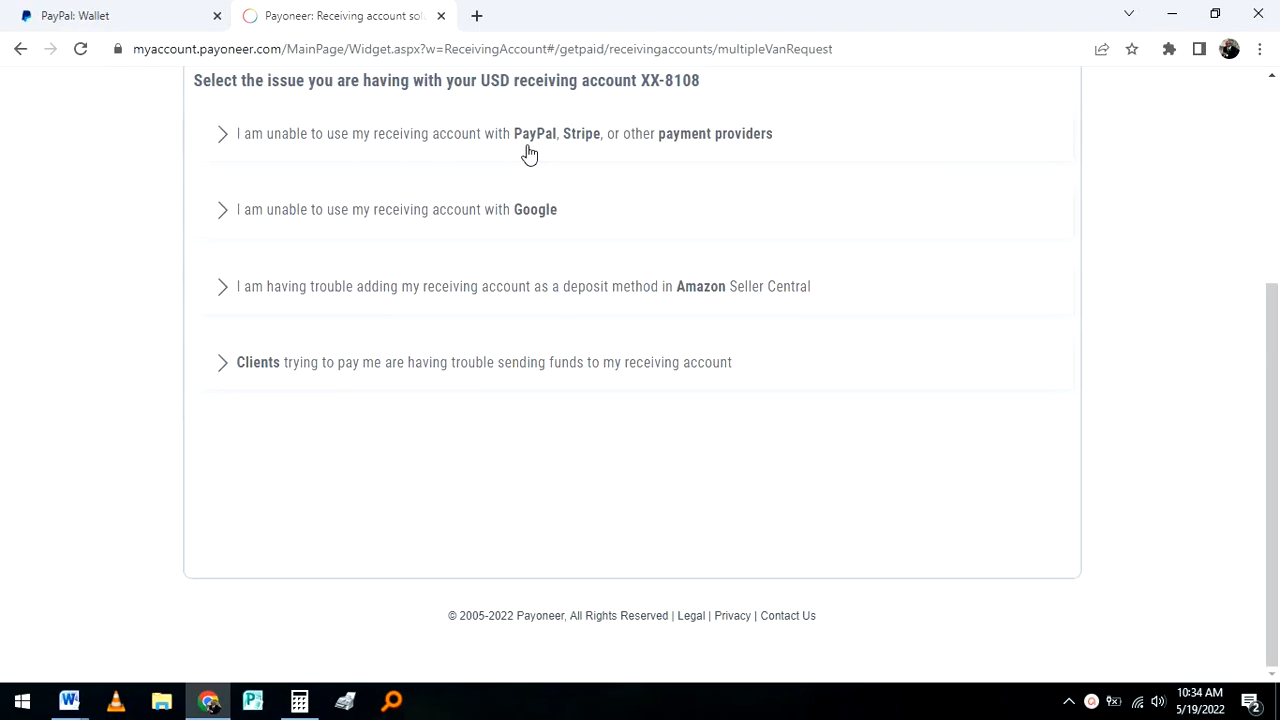 PayPal: Wallet
Payoneer: Receiving account sol
myaccount.payoneer.com/MainPage/Widget.aspx?w=ReceivingAccount#/getpaid/receivingaccounts/multipleVanRequest
Select the issue you are having with your USD receiving account XX-8108
I am unable to use my receiving account with PayPal, Stripe, or other payment providers
I am unable to use my receiving account with Google
I am having trouble adding my receiving account as a deposit method in Amazon Seller Central
Clients trying to pay me are having trouble sending funds to my receiving account
© 2005-2022 Payoneer, All Rights Reserved | Legal | Privacy | Contact Us
10:34 AM
5/19/2022
2